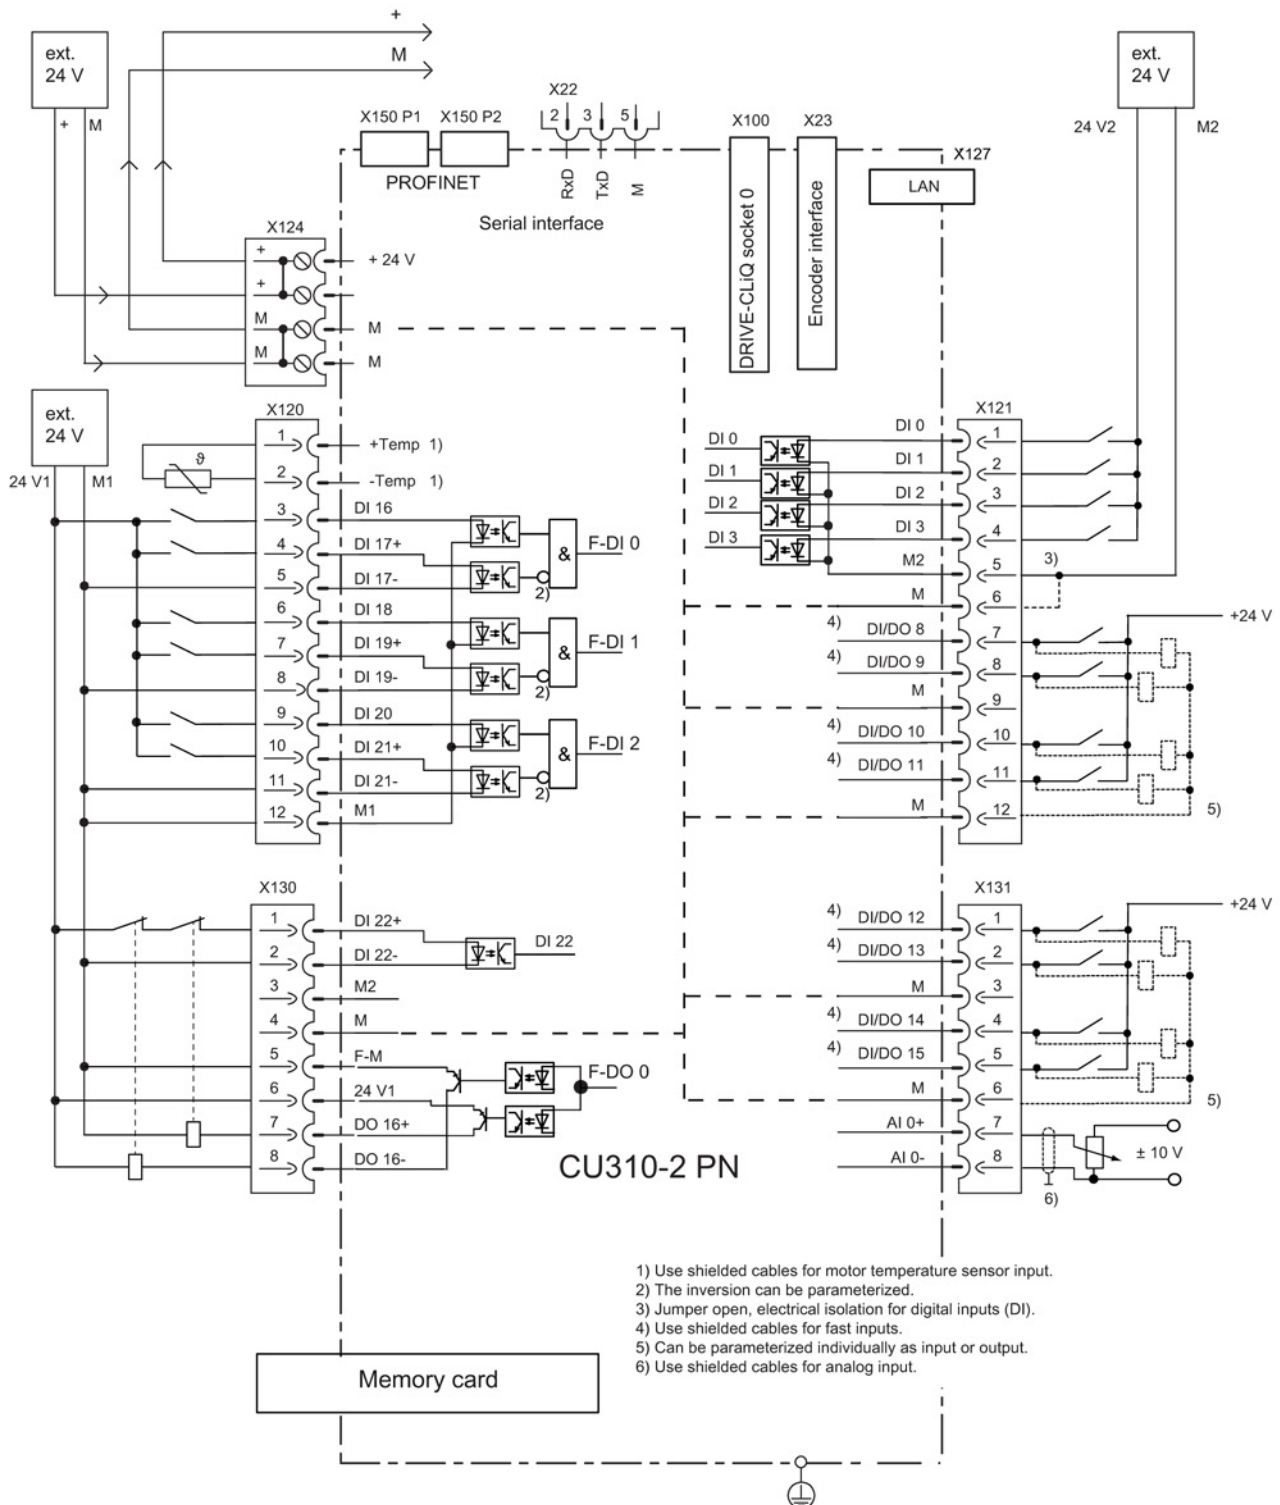 +
M
ext.
24 V
+ M
ext.
24 V
24 V2 M2
X22
2 3 5
X150 P1 X150 P2
PROFINET
RxD
TxD
M
Serial interface
X100 X23
DRIVE-CLiQ socket 0
Encoder interface
X127
LAN
X124
+ + 24 V
+
M M
M M
ext.
24 V
24 V1 M1
X120
1 +Temp 1)
ϑ
2 -Temp 1)
3 DI 16
4 DI 17+
5 DI 17-
& F-DI 0
2)
6 DI 18
7 DI 19+
8 DI 19-
& F-DI 1
2)
9 DI 20
10 DI 21+
11 DI 21-
& F-DI 2
2)
12 M1
X121
DI 0 DI 0 1
DI 1 DI 1 2
DI 2 DI 2 3
DI 3 DI 3 4
M2 5 3)
M 6
+24 V
4) DI/DO 8 7
4) DI/DO 9 8
M 9
4) DI/DO 10 10
4) DI/DO 11 11
M 12 5)
X130
1 DI 22+
2 DI 22- DI 22
3 M2
4 M
5 F-M
F-DO 0
6 24 V1
7 DO 16+
8 DO 16-
X131
+24 V
4) DI/DO 12 1
4) DI/DO 13 2
M 3
4) DI/DO 14 4
4) DI/DO 15 5
M 6 5)
AI 0+ 7
AI 0- 8
± 10 V
6)
CU310-2 PN
1) Use shielded cables for motor temperature sensor input.
2) The inversion can be parameterized.
3) Jumper open, electrical isolation for digital inputs (DI).
4) Use shielded cables for fast inputs.
5) Can be parameterized individually as input or output.
6) Use shielded cables for analog input.
Memory card